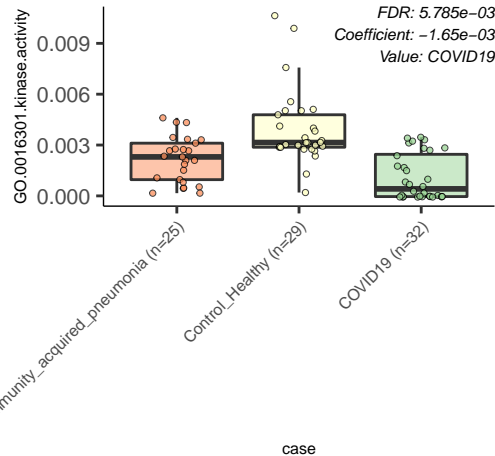 FDR: 5.785e−03
Coefficient: −1.65e−03
Value: COVID19
GO.0016301.kinase.activity
0.009
0.006
0.003
0.000
munity_acquired_pneumonia (n=25)
Control_Healthy (n=29)
COVID19 (n=32)
case